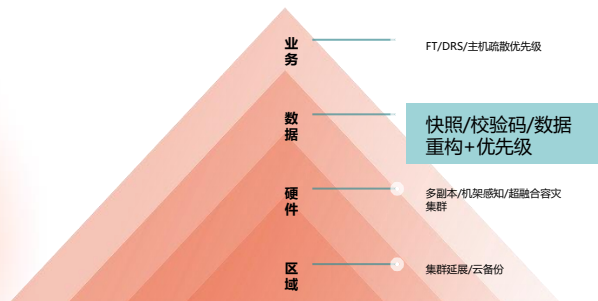 业务
FT/DRS/主机疏散优先级
数据
快照/校验码/数据
重构+优先级
硬件
多副本/机架感知/超融合容灾
集群
区域
集群延展/云备份